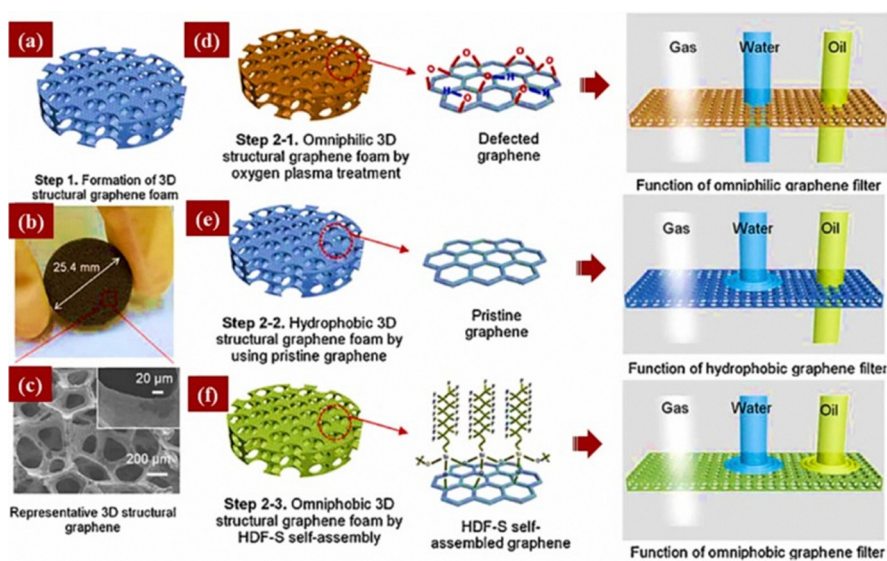 (a)
Step 1. Formation of 3D
structural graphene foam
(b)
25.4 mm
(c)
20 µm
200 µm
Representative 3D structural
graphene
(d)
Step 2-1. Omniphilic 3D
structural graphene foam by
oxygen plasma treatment
O
O
O
O
O
O
O
H
H
H
Defected
graphene
Gas
Water
Oil
Function of omniphilic graphene filter
(e)
Step 2-2. Hydrophobic 3D
structural graphene foam by
using pristine graphene
Pristine
graphene
Gas
Water
Oil
Function of hydrophobic graphene filter
(f)
Step 2-3. Omniphobic 3D
structural graphene foam by
HDF-S self-assembly
HDF-S self-
assembled graphene
Gas
Water
Oil
Function of omniphobic graphene filter